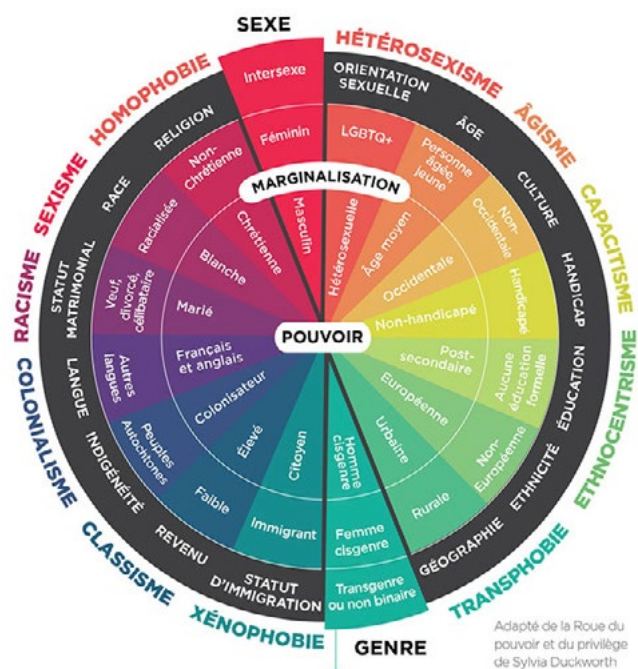 SEXE
Intersexe
Féminin
Masculin
HÉTÉROSEXISME
ORIENTATION
SEXUELLE
LGBTQ+
Hétérosexuelle
ÂGISME
ÂGE
Personne
âgée,
jeune
Âge moyen
CULTURE
Non-
Occidentale
Occidentale
CAPACITISME
HANDICAP
Handicapé
Non-handicapé
ÉDUCATION
Aucune
éducation
formelle
Post-
secondaire
ETHNOCENTRISME
ETHNICITÉ
Non-
Européenne
Européenne
GÉOGRAPHIE
Rurale
Urbaine
TRANSPHOBIE
GENRE
Homme
cisgenre
Femme
cisgenre
Transgenre
ou non binaire
XÉNOPHOBIE
STATUT
D'IMMIGRATION
Immigrant
Citoyen
CLASSISME
REVENU
Faible
Élevé
COLONIALISME
INDIGÉNÉITÉ
Peuples
Autochtones
Colonisateur
LANGUE
Autres
langues
Français
et anglais
RACISME
STATUT
MATRIMONIAL
Veuf,
divorcé,
célibataire
Marié
SEXISME
RACE
Racialisée
Blanche
HOMOPHOBIE
RELIGION
Non-
Chrétienne
Chrétienne
MARGINALISATION
POUVOIR
Adapté de la Roue du
pouvoir et du privilège
de Sylvia Duckworth